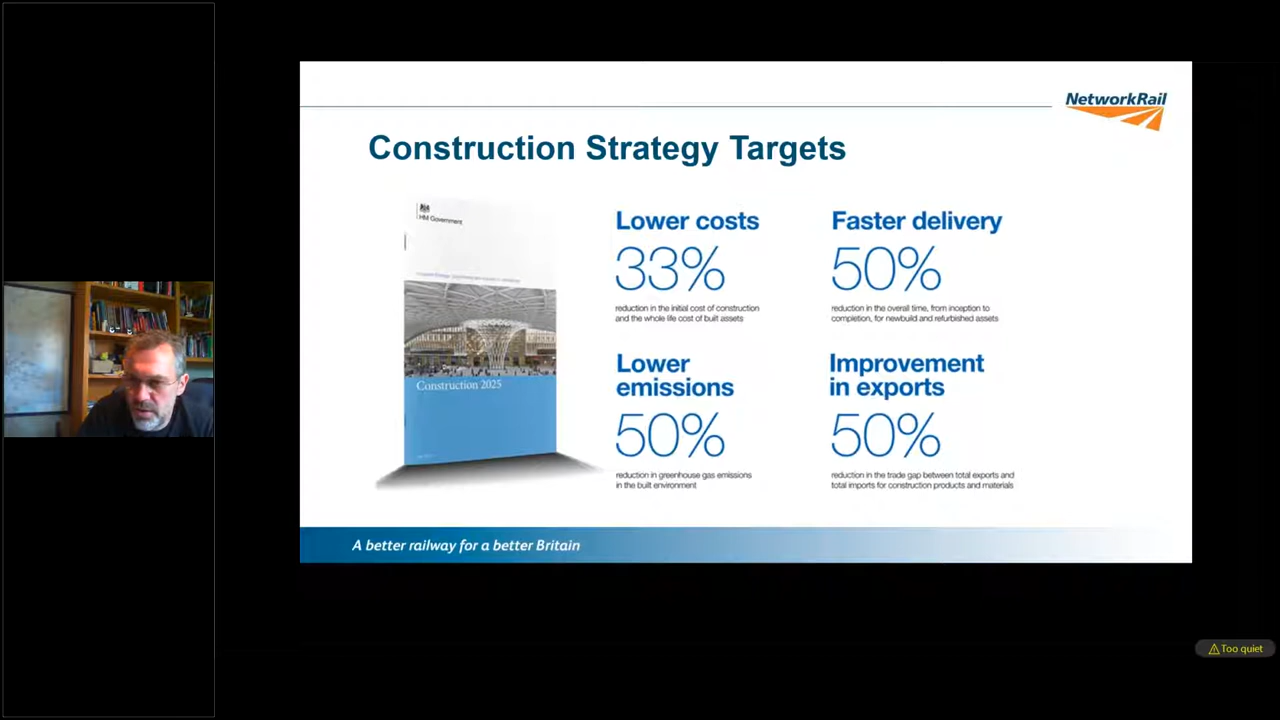 NetworkRail
Construction Strategy Targets
HM Government
Construction 2025
Lower costs
33%
reduction in the initial cost of construction
and the whole life cost of built assets
Faster delivery
50%
reduction in the overall time, from inception to
completion, for newbuild and refurbished assets
Lower
emissions
50%
reduction in greenhouse gas emissions
in the built environment
Improvement
in exports
50%
reduction in the trade gap between total exports and
total imports for construction products and materials
A better railway for a better Britain
Too quiet